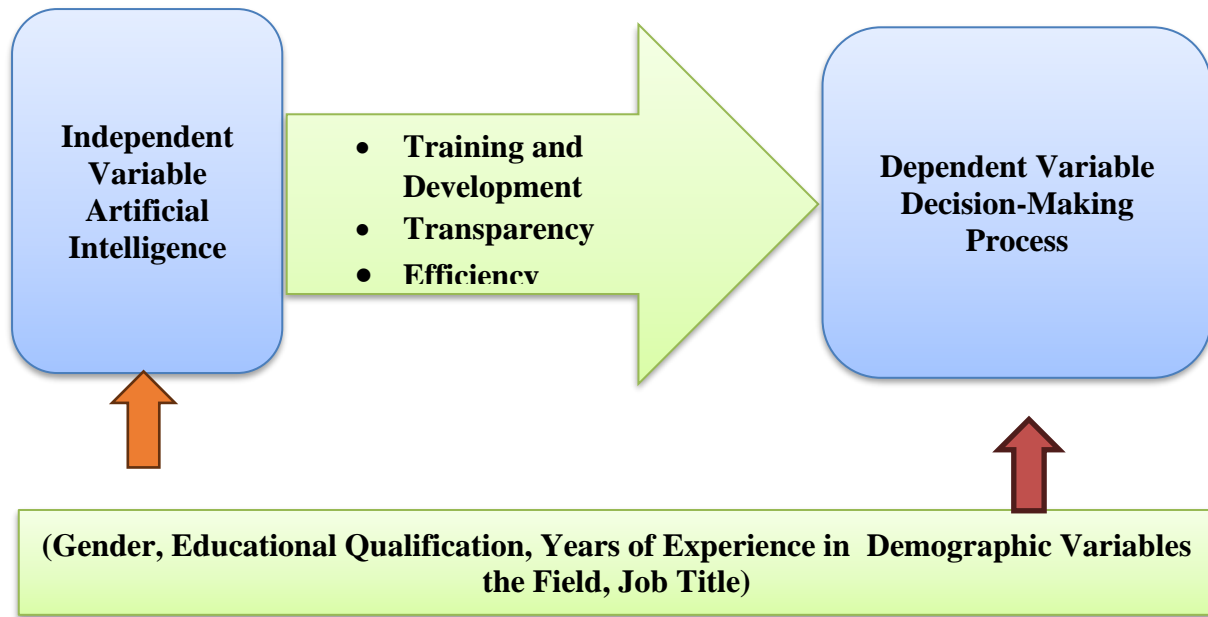 Independent
Variable
Artificial
Intelligence
• Training and
Development
• Transparency
• Efficiency
Dependent Variable
Decision-Making
Process
(Gender, Educational Qualification, Years of Experience in  Demographic Variables
the Field, Job Title)